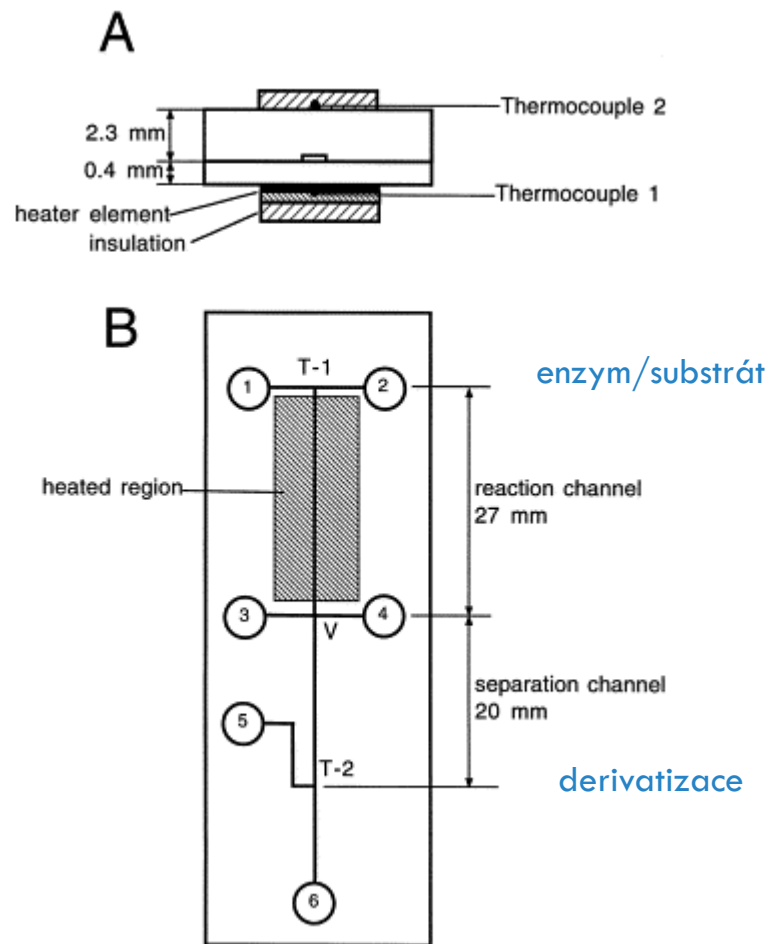 A
Thermocouple 2
2.3 mm
0.4 mm
Thermocouple 1
heater element
insulation
B
T-1
1
2
enzym/substrát
heated region
reaction channel
27 mm
3
4
V
separation channel
20 mm
5
T-2
derivatizace
6